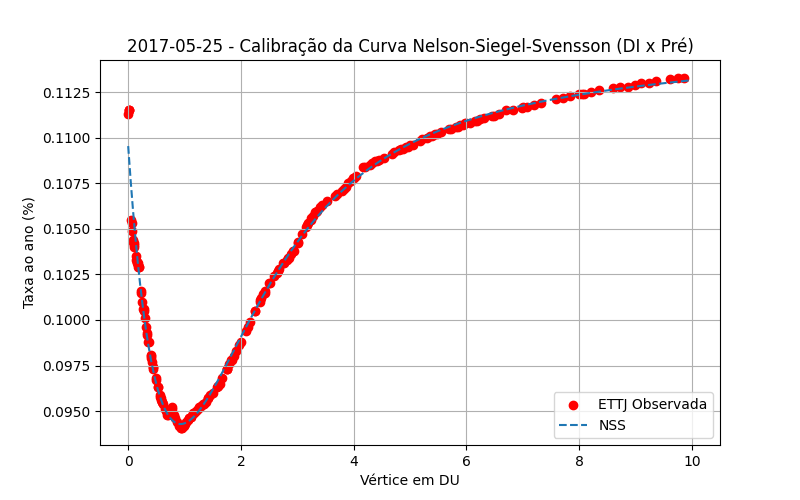 2017-05-25 - Calibração da Curva Nelson-Siegel-Svensson (DI x Pré)
Taxa ao ano (%)
0.1125
0.1100
0.1075
0.1050
0.1025
0.1000
0.0975
0.0950
ETTJ Observada
NSS
0 2 4 6 8 10
Vértice em DU